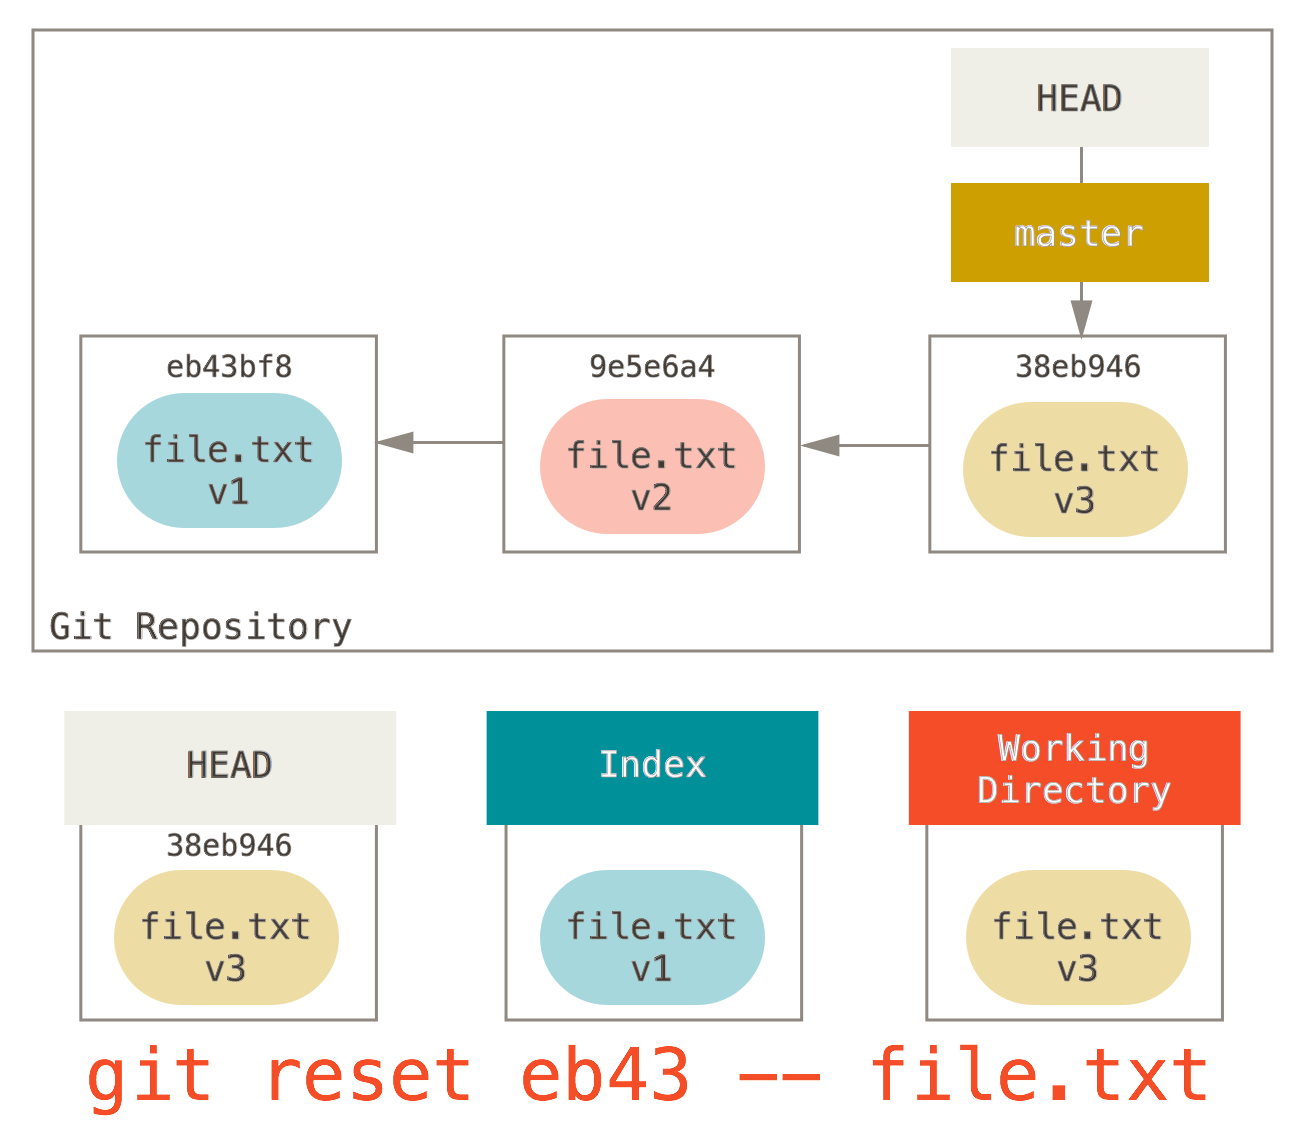 HEAD
master
eb43bf8
9e5e6a4
38eb946
file.txt
v1
file.txt
v2
file.txt
v3
Git Repository
HEAD
Index
Working
Directory
38eb946
file.txt
v3
file.txt
v1
file.txt
v3
git reset eb43 -- file.txt